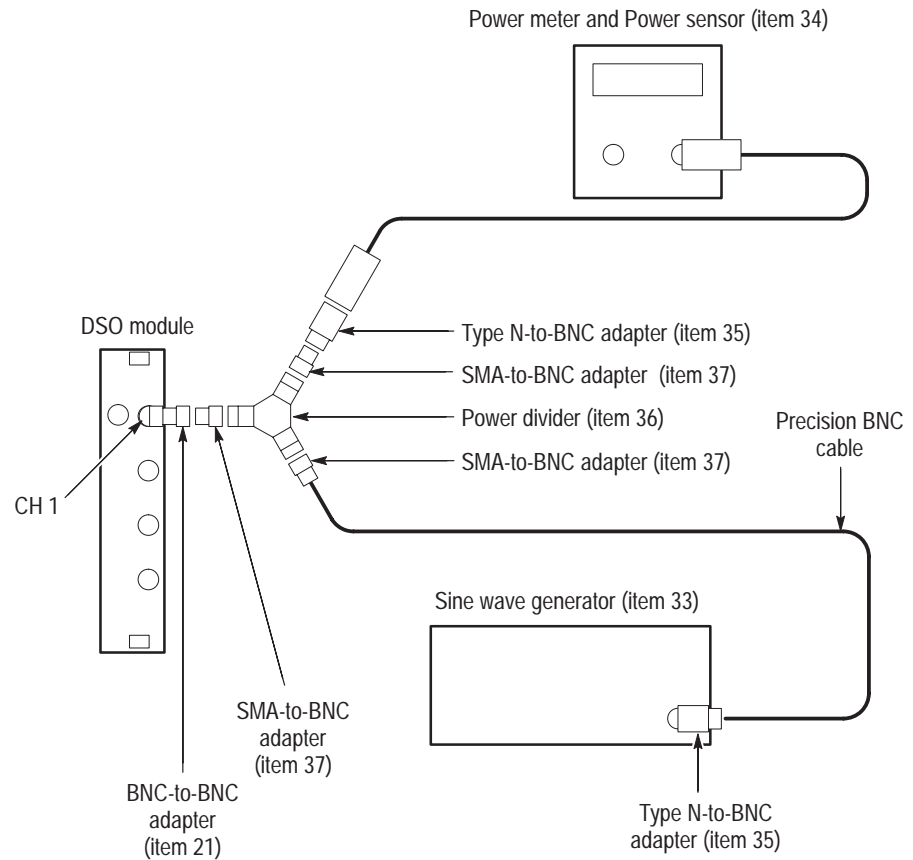 Power meter and Power sensor (item 34)
DSO module
Type N-to-BNC adapter (item 35)
SMA-to-BNC adapter (item 37)
Power divider (item 36)
SMA-to-BNC adapter (item 37)
Precision BNC
cable
CH 1
Sine wave generator (item 33)
SMA-to-BNC
adapter
(item 37)
BNC-to-BNC
adapter
(item 21)
Type N-to-BNC
adapter (item 35)